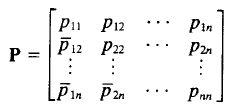 P = [ p₁₁ p₁₂ ⋯ p₁ₙ
p̅₁₂ p₂₂ ⋯ p₂ₙ
⋮ ⋮ ⋮
p̅₁ₙ p̅₂ₙ ⋯ pₙₙ ]